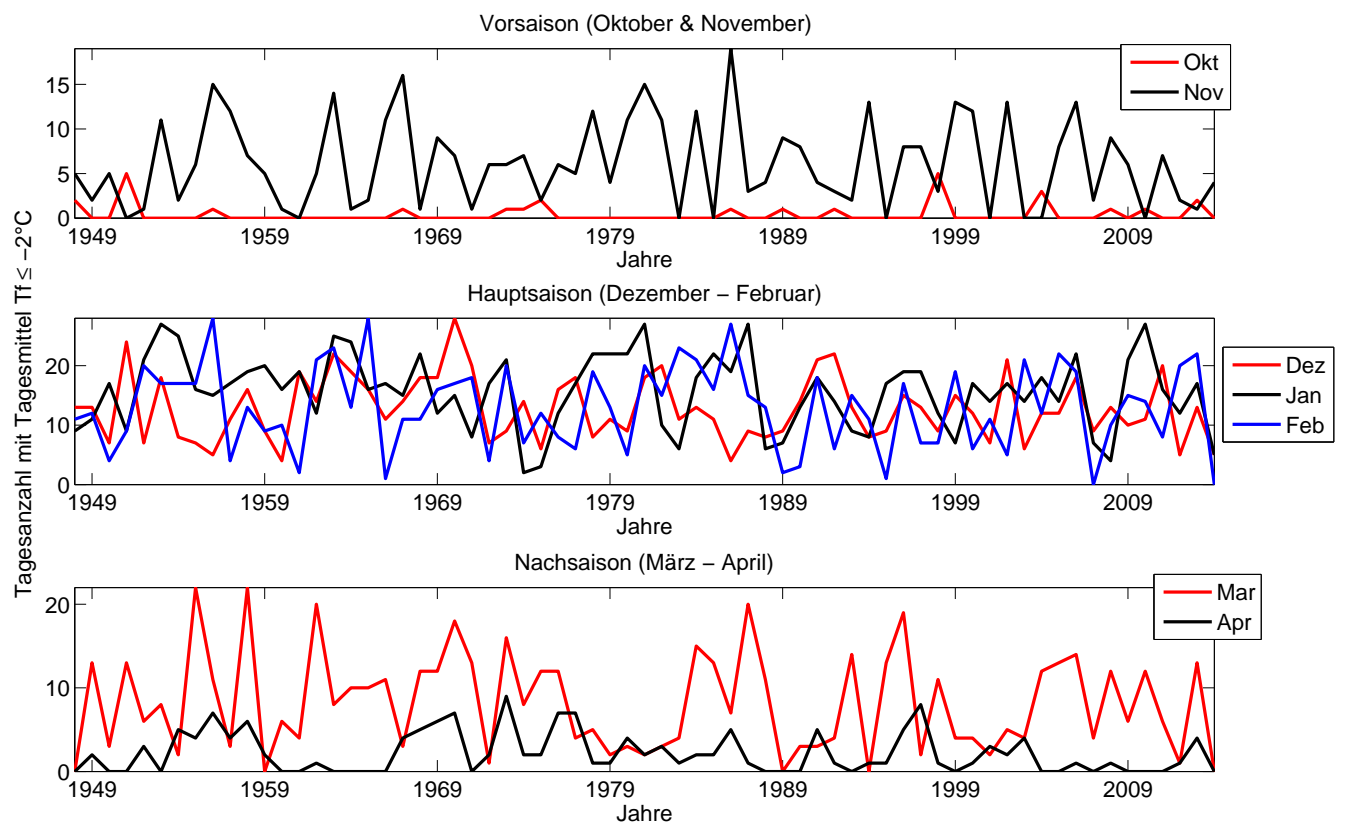 Vorsaison (Oktober & November)
15
10
5
0
Okt
Nov
1949 1959 1969 1979 1989 1999 2009
Jahre
Tagesanzahl mit Tagesmittel Tf ≤ −2°C
Hauptsaison (Dezember − Februar)
20
10
0
Dez
Jan
Feb
1949 1959 1969 1979 1989 1999 2009
Jahre
Nachsaison (März − April)
20
10
0
Mar
Apr
1949 1959 1969 1979 1989 1999 2009
Jahre